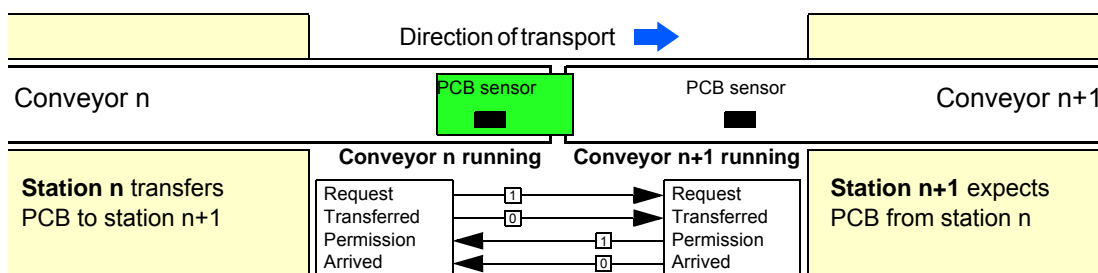 Direction of transport
Conveyor n
PCB sensor
PCB sensor
Conveyor n+1
Conveyor n running
Conveyor n+1 running
Station n transfers
PCB to station n+1
Request
Transferred
Permission
Arrived
1
0
1
0
Request
Transferred
Permission
Arrived
Station n+1 expects
PCB from station n